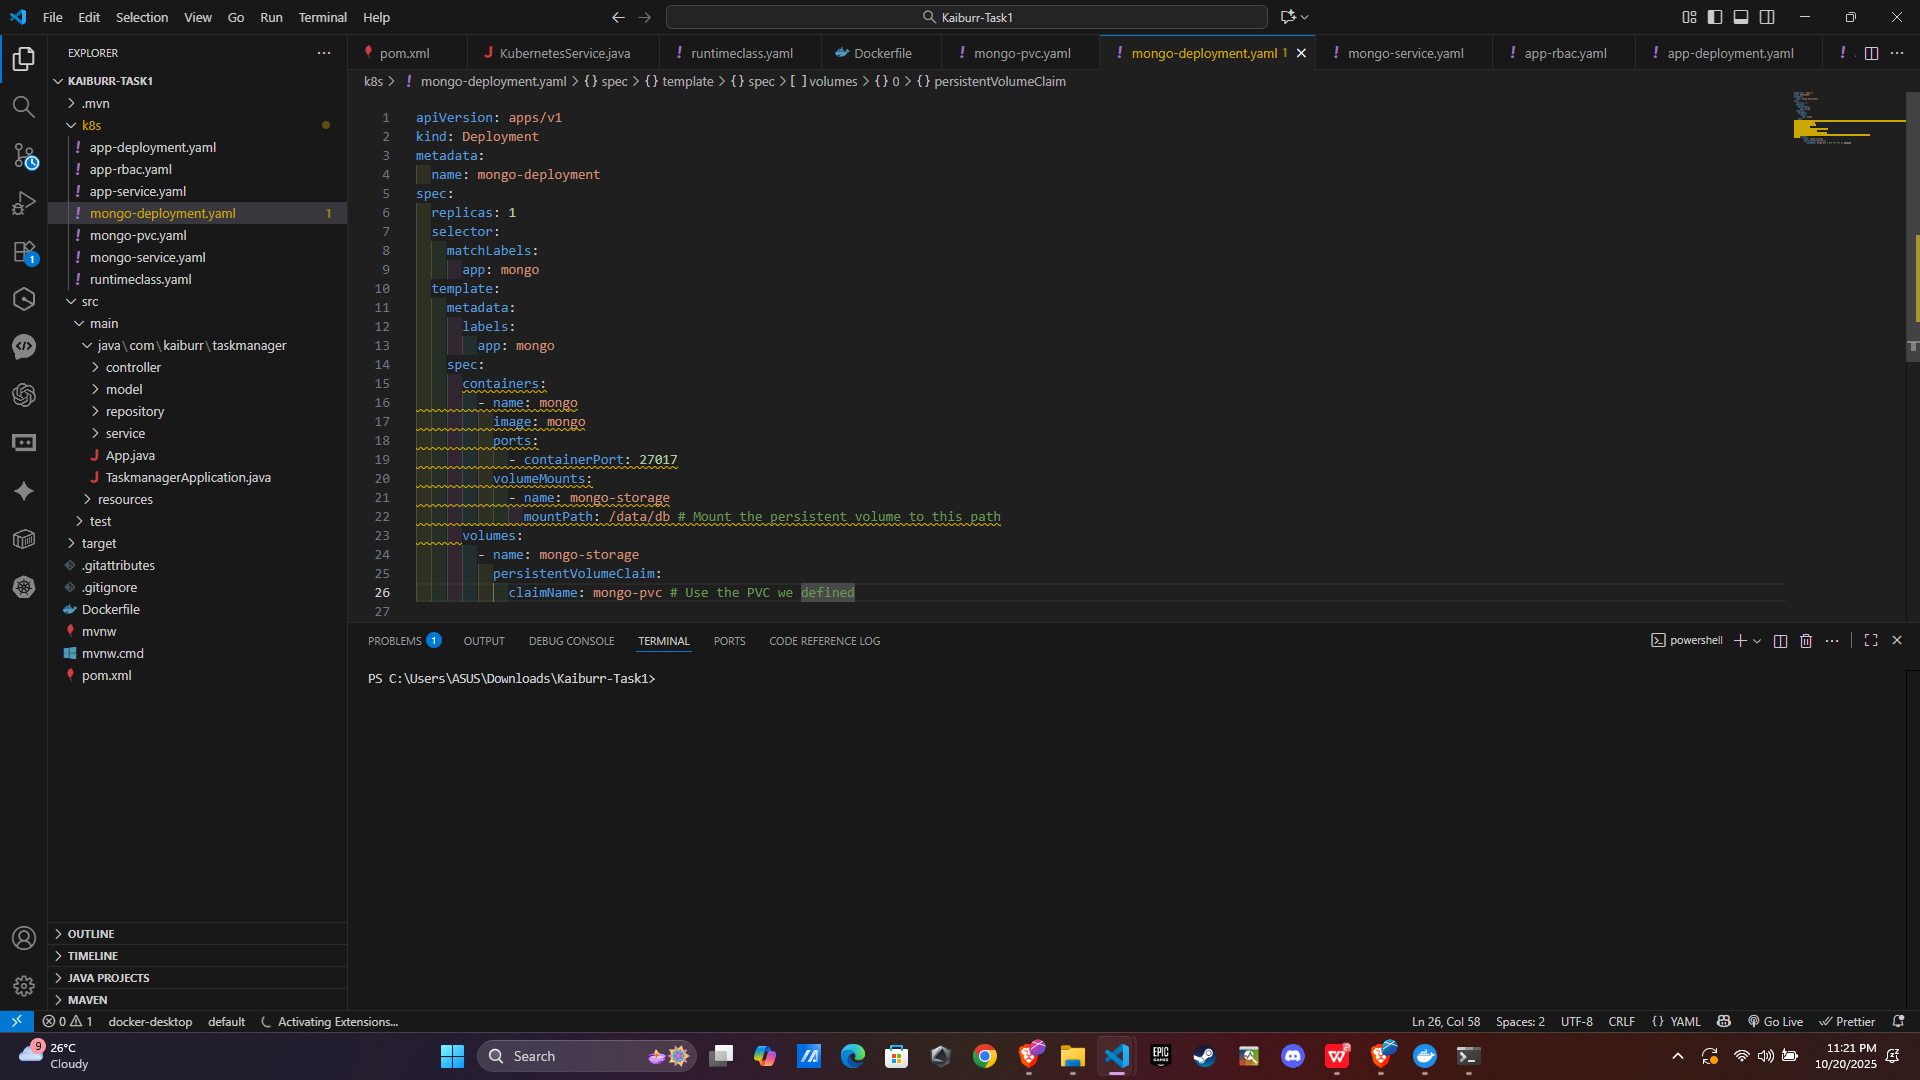 File Edit Selection View Go Run Terminal Help
Kaiburr-Task1
EXPLORER
KAIBURR-TASK1
.mvn
k8s
app-deployment.yaml
app-rbac.yaml
app-service.yaml
mongo-deployment.yaml 1
mongo-pvc.yaml
mongo-service.yaml
runtimeclass.yaml
src
main
java\com\kaiburr\taskmanager
controller
model
repository
service
App.java
TaskmanagerApplication.java
resources
test
target
.gitattributes
.gitignore
Dockerfile
mvnw
mvnw.cmd
pom.xml
OUTLINE
TIMELINE
JAVA PROJECTS
MAVEN
pom.xml KubernetesService.java runtimeclass.yaml Dockerfile mongo-pvc.yaml mongo-deployment.yaml 1 mongo-service.yaml app-rbac.yaml app-deployment.yaml
k8s > mongo-deployment.yaml > {} spec > {} template > {} spec > [ ] volumes > {} 0 > {} persistentVolumeClaim
1 apiVersion: apps/v1
2 kind: Deployment
3 metadata:
4   name: mongo-deployment
5 spec:
6   replicas: 1
7   selector:
8     matchLabels:
9       app: mongo
10   template:
11     metadata:
12       labels:
13         app: mongo
14     spec:
15       containers:
16         - name: mongo
17           image: mongo
18           ports:
19             - containerPort: 27017
20           volumeMounts:
21             - name: mongo-storage
22               mountPath: /data/db # Mount the persistent volume to this path
23       volumes:
24         - name: mongo-storage
25           persistentVolumeClaim:
26             claimName: mongo-pvc # Use the PVC we defined
27
PROBLEMS 1 OUTPUT DEBUG CONSOLE TERMINAL PORTS CODE REFERENCE LOG
powershell
PS C:\Users\ASUS\Downloads\Kaiburr-Task1>
0 1 docker-desktop default Activating Extensions...
Ln 26, Col 58 Spaces: 2 UTF-8 CRLF {} YAML Go Live Prettier
9
26°C
Cloudy
Search
EPIC GAMES
11:21 PM
10/20/2025